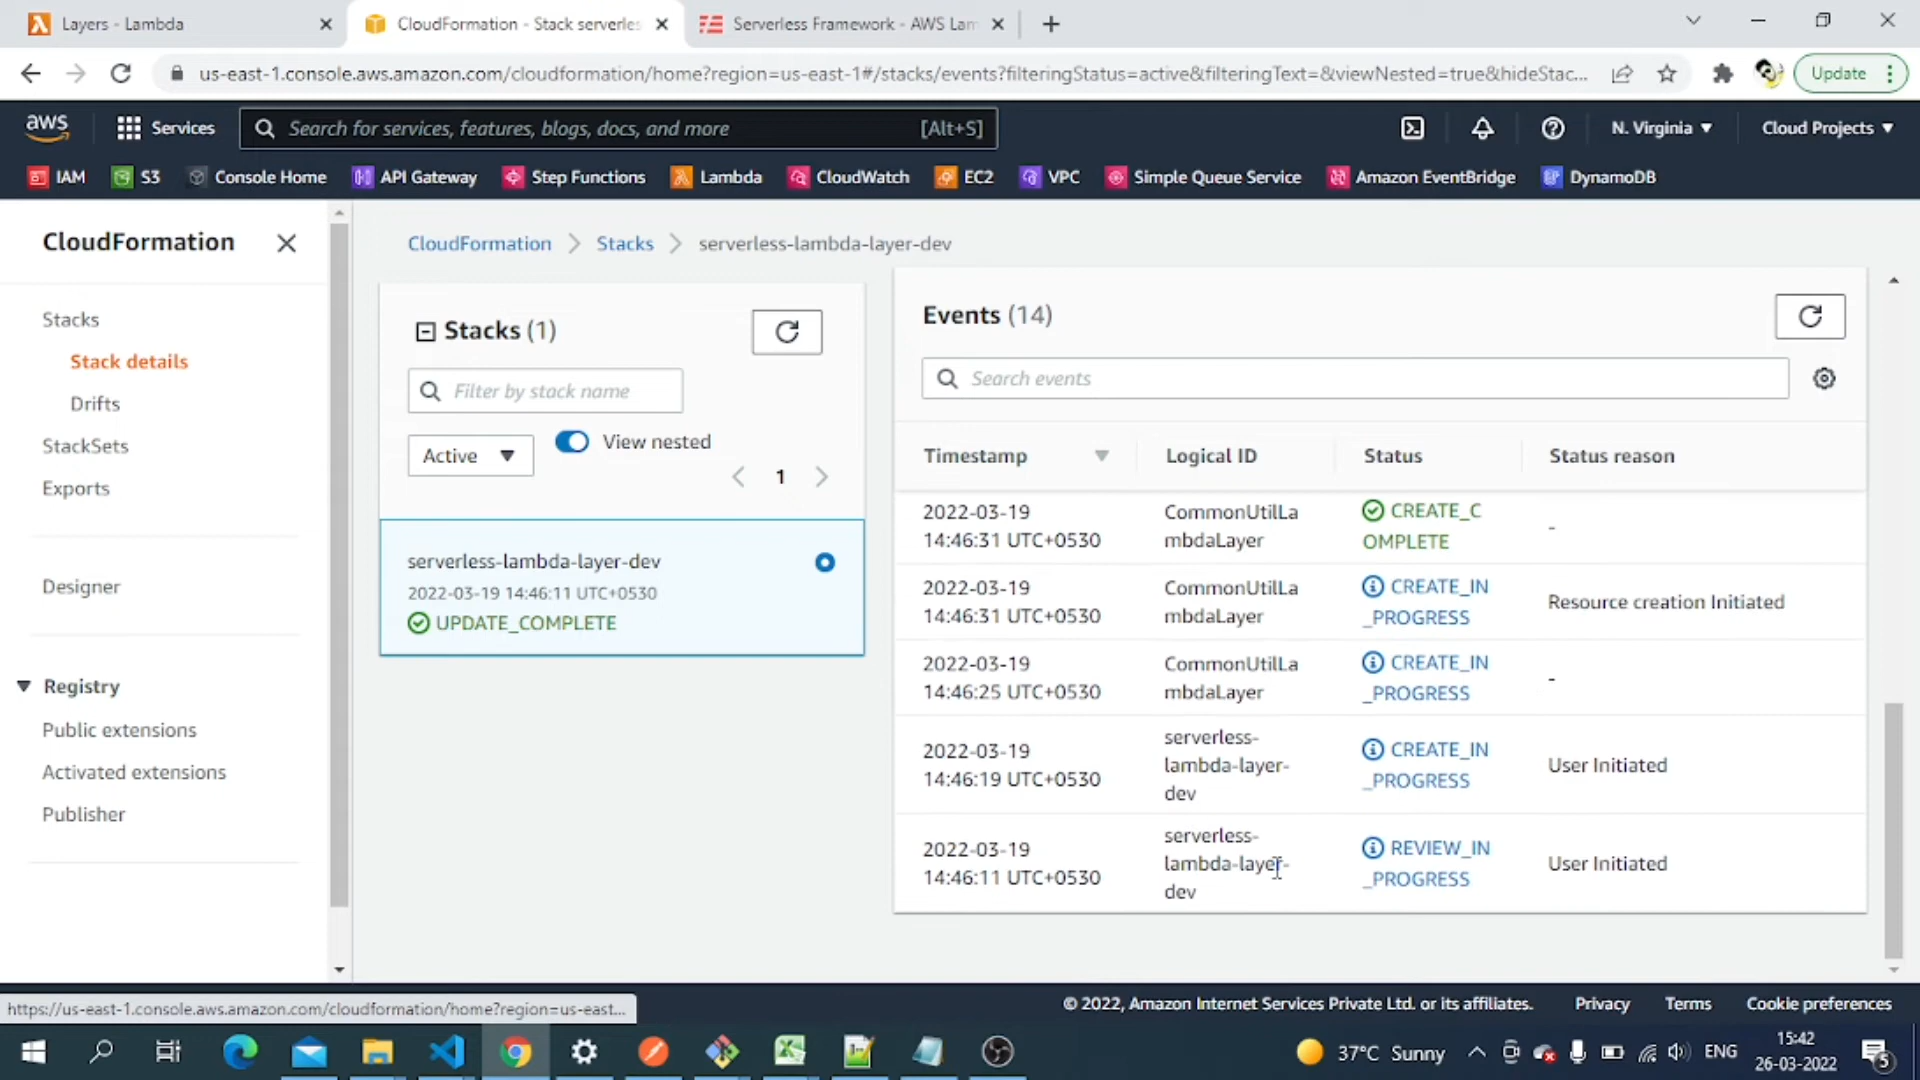 Layers - Lambda
CloudFormation - Stack serverles
Serverless Framework - AWS Lam
us-east-1.console.aws.amazon.com/cloudformation/home?region=us-east-1#/stacks/events?filteringStatus=active&filteringText=&viewNested=true&hideStac...
Update
aws
Services
Search for services, features, blogs, docs, and more
[Alt+S]
N. Virginia
Cloud Projects
IAM
S3
Console Home
API Gateway
Step Functions
Lambda
CloudWatch
EC2
VPC
Simple Queue Service
Amazon EventBridge
DynamoDB
CloudFormation
Stacks
Stack details
Drifts
StackSets
Exports
Designer
Registry
Public extensions
Activated extensions
Publisher
CloudFormation
Stacks
serverless-lambda-layer-dev
Stacks (1)
Filter by stack name
Active
View nested
1
serverless-lambda-layer-dev
2022-03-19 14:46:11 UTC+0530
UPDATE_COMPLETE
Events (14)
Search events
Timestamp
Logical ID
Status
Status reason
2022-03-19
14:46:31 UTC+0530
CommonUtilLa
mbdaLayer
CREATE_C
OMPLETE
-
2022-03-19
14:46:31 UTC+0530
CommonUtilLa
mbdaLayer
CREATE_IN
_PROGRESS
Resource creation Initiated
2022-03-19
14:46:25 UTC+0530
CommonUtilLa
mbdaLayer
CREATE_IN
_PROGRESS
-
2022-03-19
14:46:19 UTC+0530
serverless-
lambda-layer-
dev
CREATE_IN
_PROGRESS
User Initiated
2022-03-19
14:46:11 UTC+0530
serverless-
lambda-layer-
dev
REVIEW_IN
_PROGRESS
User Initiated
https://us-east-1.console.aws.amazon.com/cloudformation/home?region=us-east...
© 2022, Amazon Internet Services Private Ltd. or its affiliates.
Privacy
Terms
Cookie preferences
37°C Sunny
ENG
15:42
26-03-2022
5